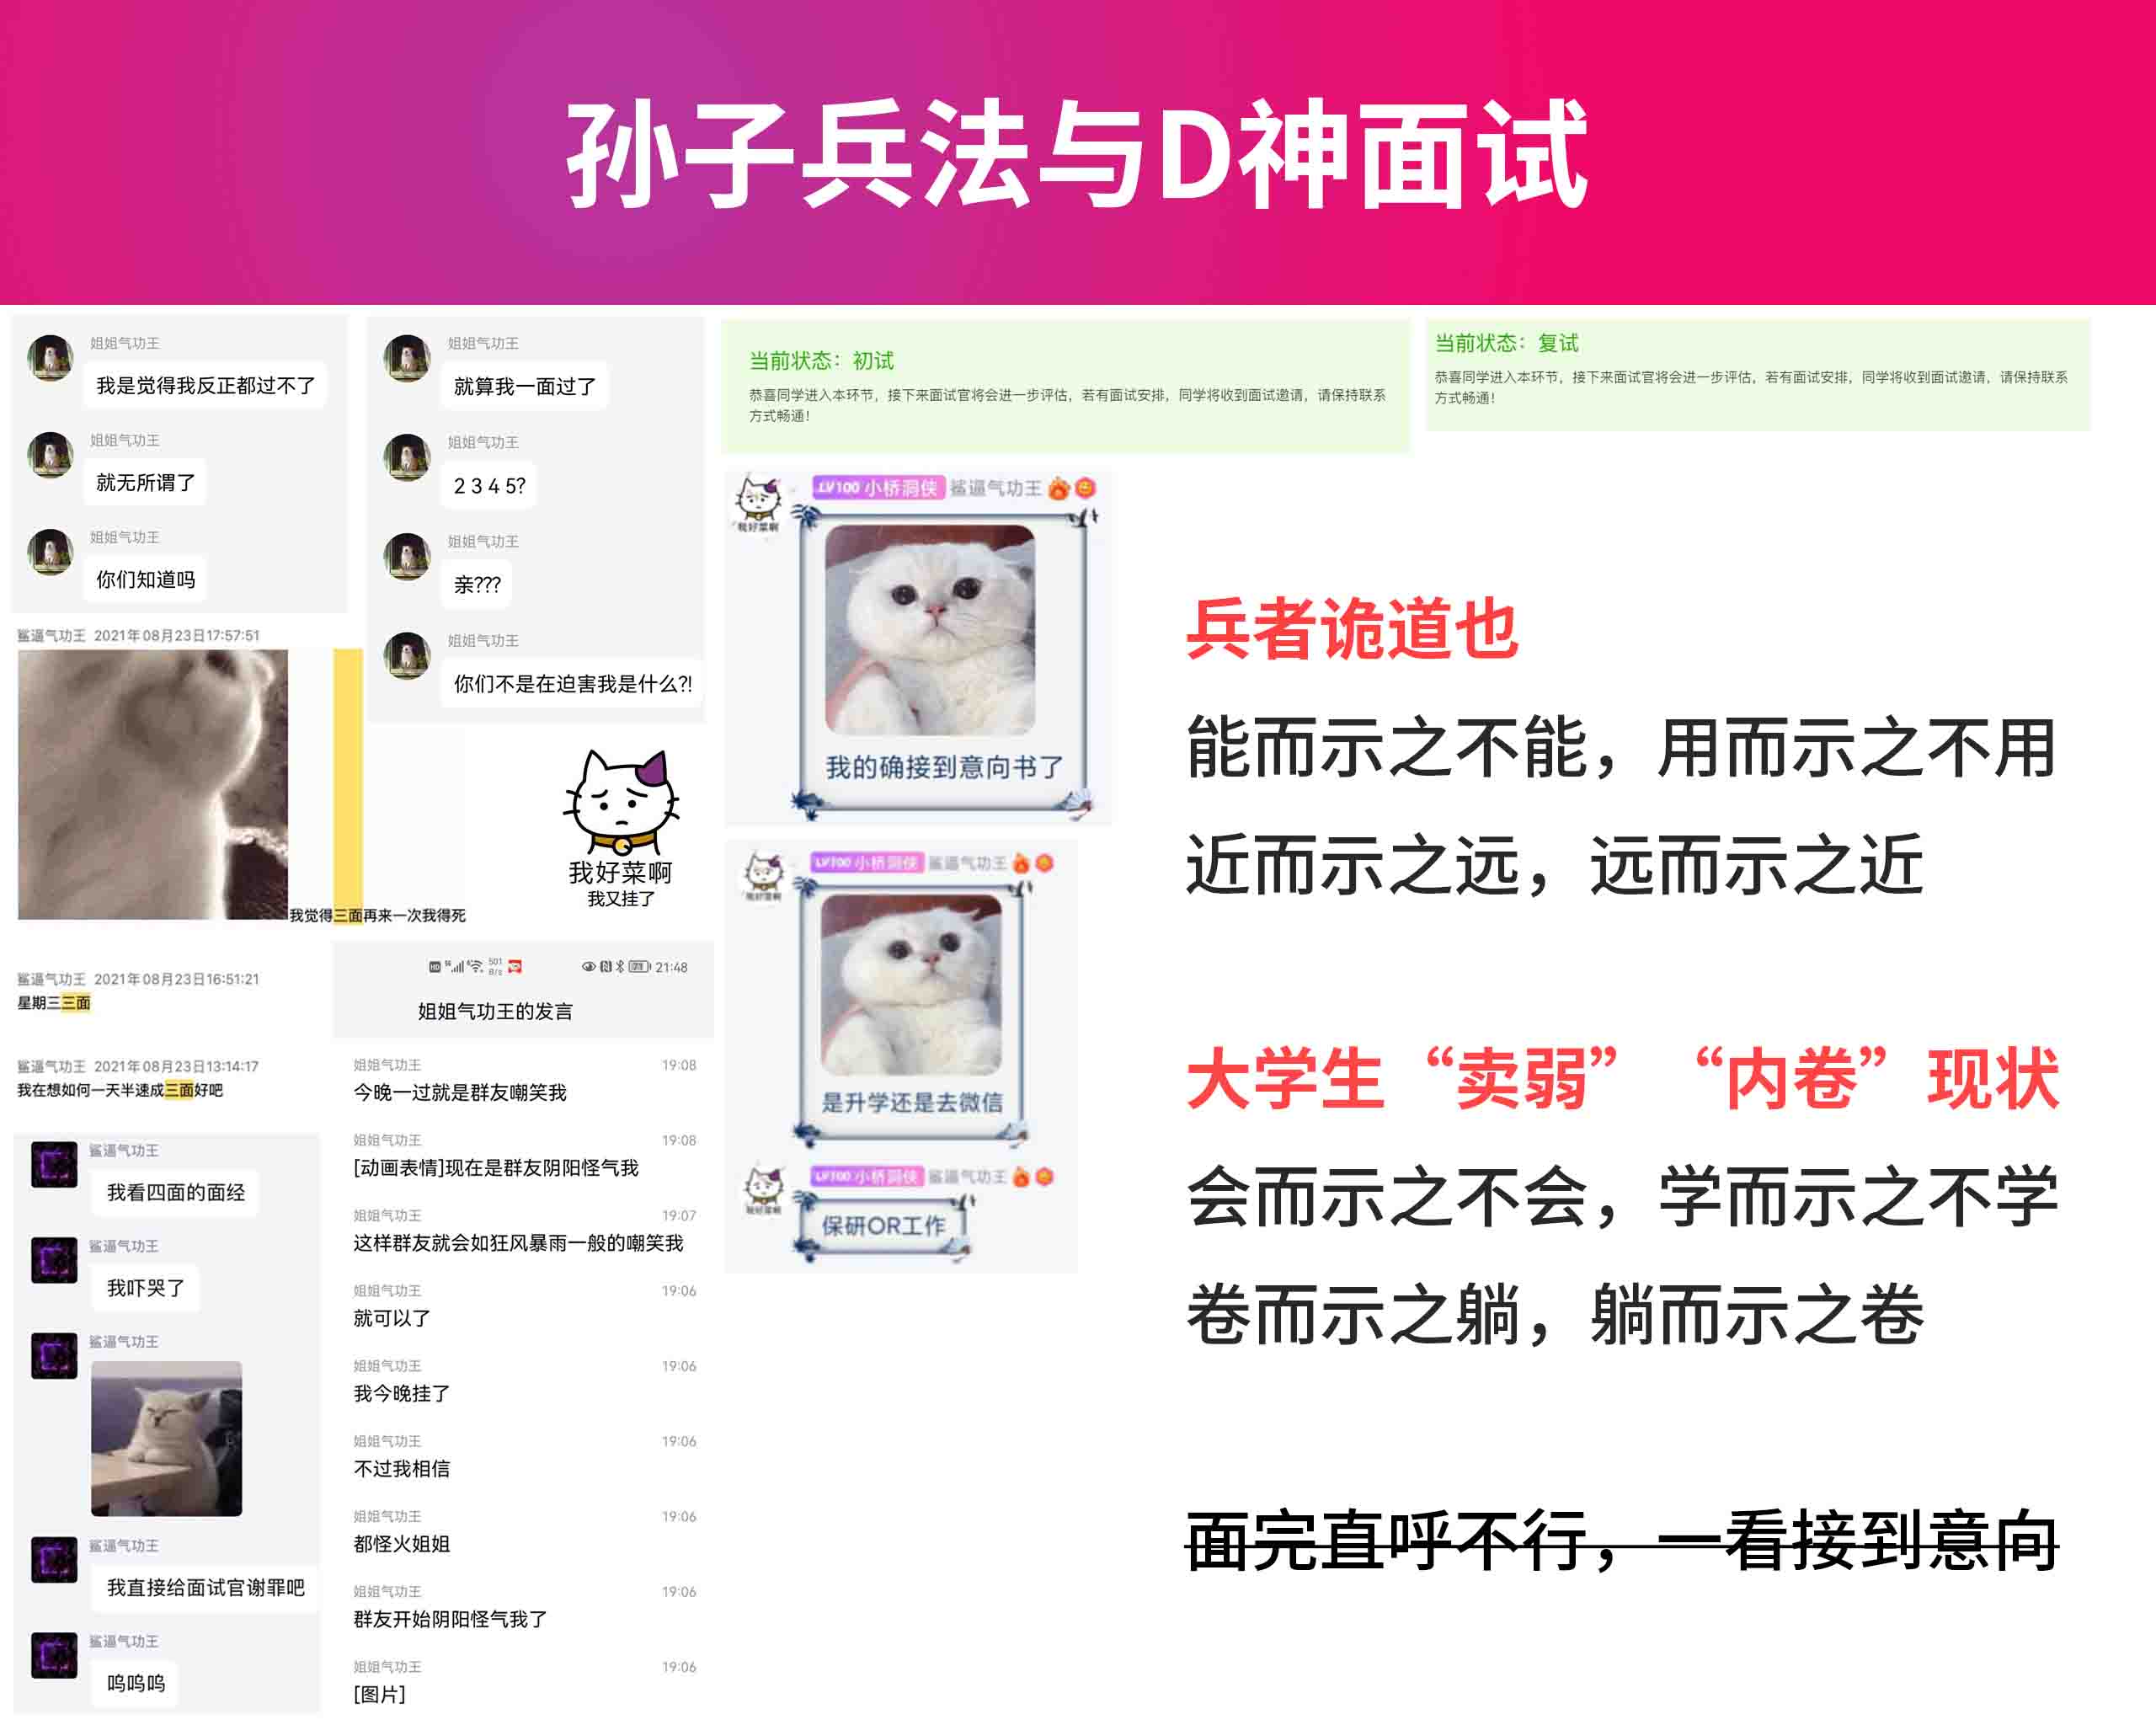 孙子兵法与D神面试
姐姐气功王
我是觉得我反正都过不了
姐姐气功王
就无所谓了
姐姐气功王
你们知道吗
鲨逼气功王 2021年08月23日17:57:51
我觉得三面再来一次我得死
鲨逼气功王 2021年08月23日16:51:21
星期三三面
鲨逼气功王 2021年08月23日13:14:17
我在想如何一天半速成三面好吧
鲨逼气功王
我看四面的面经
鲨逼气功王
我吓哭了
鲨逼气功王
鲨逼气功王
我直接给面试官谢罪吧
鲨逼气功王
呜呜呜
姐姐气功王
就算我一面过了
姐姐气功王
2 3 4 5?
姐姐气功王
亲???
姐姐气功王
你们不是在迫害我是什么?!
我好菜啊
我又挂了
HD 5G 501 B/s 21:48
姐姐气功王的发言
姐姐气功王 19:08
今晚一过就是群友嘲笑我
姐姐气功王 19:08
[动画表情]现在是群友阴阳怪气我
姐姐气功王 19:07
这样群友就会如狂风暴雨一般的嘲笑我
姐姐气功王 19:06
就可以了
姐姐气功王 19:06
我今晚挂了
姐姐气功王 19:06
不过我相信
姐姐气功王 19:06
都怪火姐姐
姐姐气功王 19:06
群友开始阴阳怪气我了
姐姐气功王 19:06
[图片]
当前状态：初试
恭喜同学进入本环节，接下来面试官将会进一步评估，若有面试安排，同学将收到面试邀请，请保持联系
方式畅通！
当前状态：复试
恭喜同学进入本环节，接下来面试官将会进一步评估，若有面试安排，同学将收到面试邀请，请保持联系
方式畅通！
LV100 小桥洞侠 鲨逼气功王
我好菜啊
我的确接到意向书了
LV100 小桥洞侠 鲨逼气功王
我好菜啊
是升学还是去微信
LV100 小桥洞侠 鲨逼气功王
我好菜啊
保研OR工作
兵者诡道也
能而示之不能，用而示之不用
近而示之远，远而示之近
大学生“卖弱”“内卷”现状
会而示之不会，学而示之不学
卷而示之躺，躺而示之卷
面完直呼不行，一看接到意向